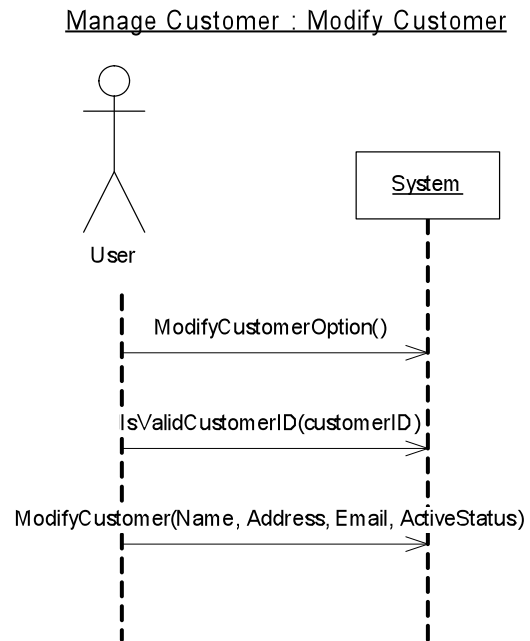 Manage Customer : Modify Customer
System
User
ModifyCustomerOption()
IsValidCustomerID(customerID)
ModifyCustomer(Name, Address, Email, ActiveStatus)